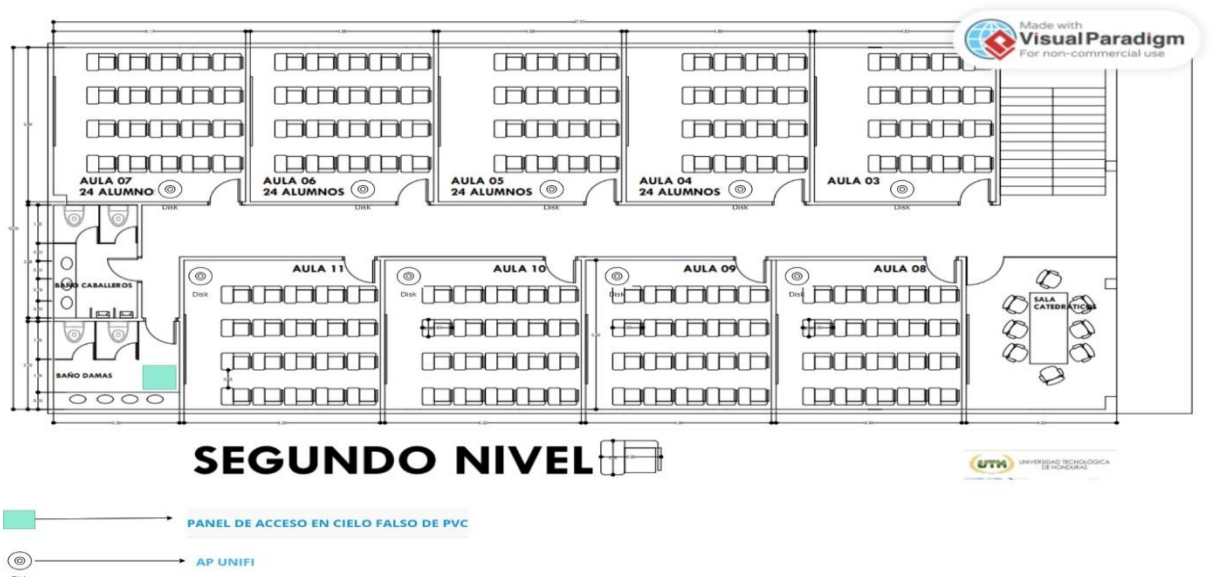 Made with
Visual Paradigm
For non-commercial use
AULA 07
24 ALUMNO
Disk
AULA 06
24 ALUMNOS
Disk
AULA 05
24 ALUMNOS
Disk
AULA 04
24 ALUMNOS
Disk
AULA 03
Disk
AULA 11
Disk
AULA 10
Disk
AULA 09
Disk
AULA 08
Disk
SALA
CATEDRÁTICOS
BAÑO CABALLEROS
BAÑO DAMAS
SEGUNDO NIVEL
UTH
UNIVERSIDAD TECNOLÓGICA
DE HONDURAS
PANEL DE ACCESO EN CIELO FALSO DE PVC
AP UNIFI